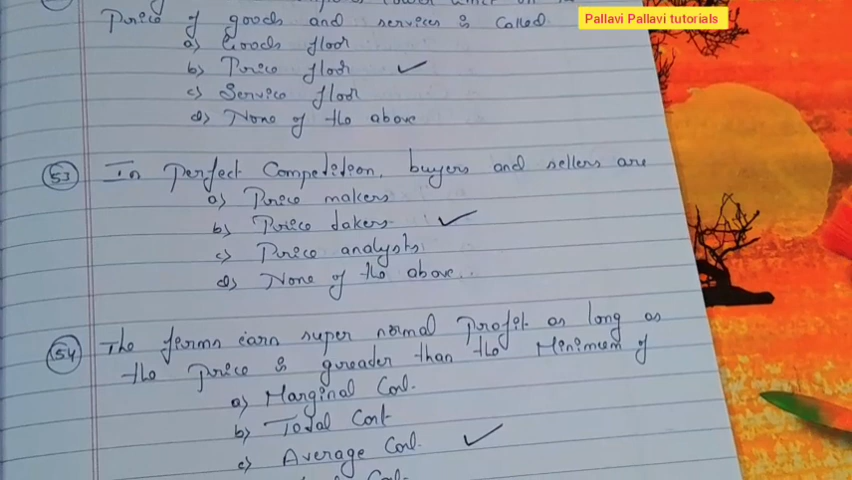 Price of goods and services is called
a) Goods floor
b) Price floor ✓
c) Service floor
d) None of the above
53 In Perfect Competition, buyers and sellers are
a) Price makers
b) Price takers ✓
c) Price analysts
d) None of the above.
54 The firms earn super normal Profit as long as
the price is greater than the Minimum of
a) Marginal Cost.
b) Total Cost
c) Average Cost. ✓
Pallavi Pallavi tutorials